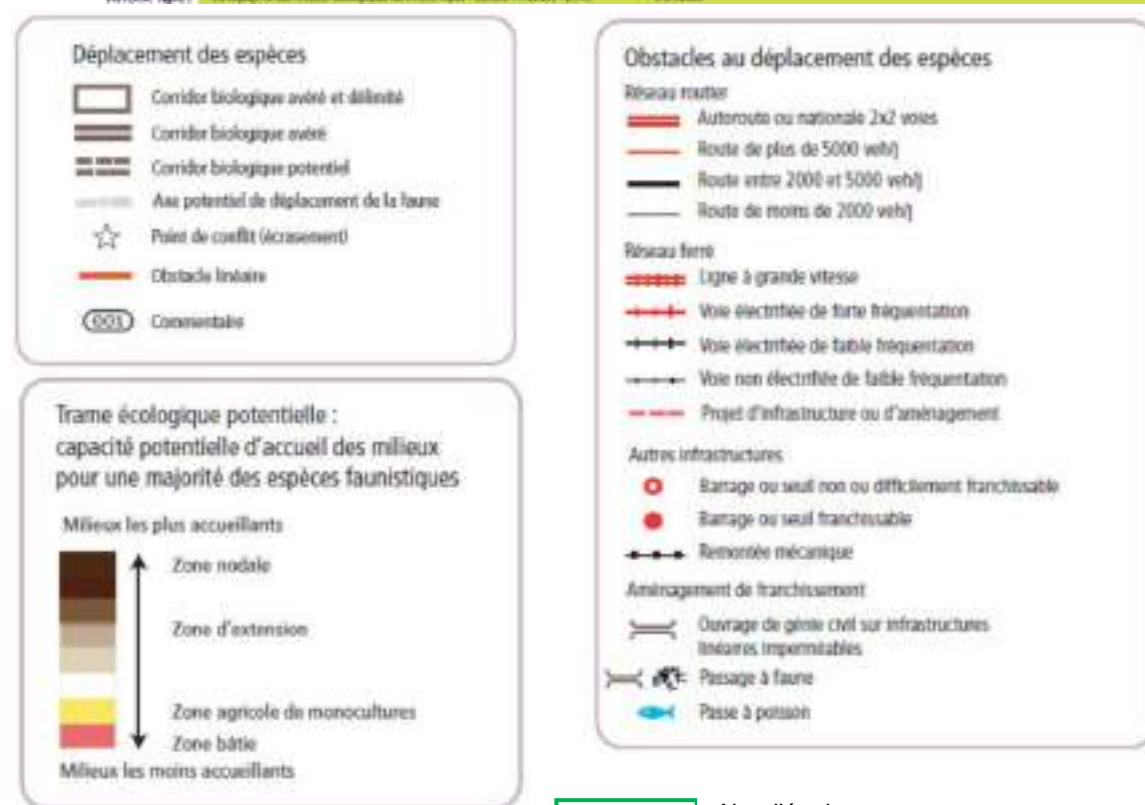 Déplacement des espèces
Corridor biologique avéré et délimité
Corridor biologique avéré
Corridor biologique potentiel
Axe potentiel de déplacement de la faune
Point de conflit (écrasement)
Obstacle linéaire
001 Commentaire
Trame écologique potentielle :
capacité potentielle d'accueil des milieux
pour une majorité des espèces faunistiques
Milieux les plus accueillants
Zone nodale
Zone d'extension
Zone agricole de monocultures
Zone bâtie
Milieux les moins accueillants
Obstacles au déplacement des espèces
Réseau routier
Autoroute ou nationale 2x2 voies
Route de plus de 5000 veh/j
Route entre 2000 et 5000 veh/j
Route de moins de 2000 veh/j
Réseau ferré
Ligne à grande vitesse
Voie électrifiée de forte fréquentation
Voie électrifiée de faible fréquentation
Voie non électrifiée de faible fréquentation
Projet d'infrastructure ou d'aménagement
Autres infrastructures
Barrage ou seuil non ou difficilement franchissable
Barrage ou seuil franchissable
Remontée mécanique
Aménagement de franchissement
Ouvrage de génie civil sur infrastructures
linéaires imperméables
Passage à faune
Passe à poisson